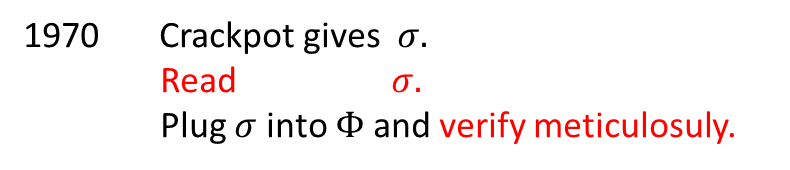 1970 Crackpot gives σ.
Read σ.
Plug σ into Φ and verify meticulosuly.